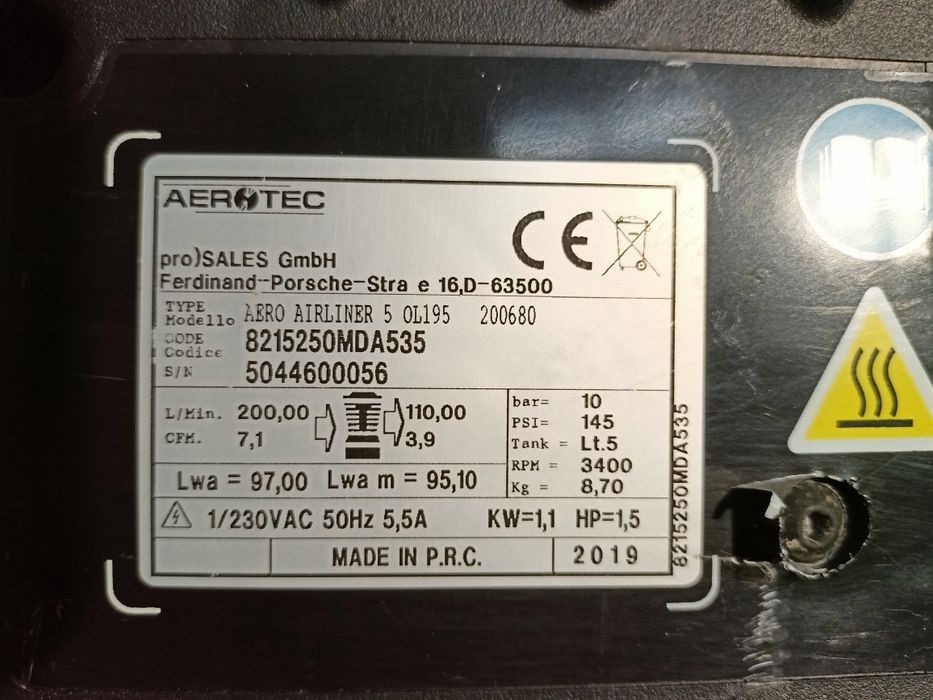 AEROTEC
CE
pro)SALES GmbH
Ferdinand-Porsche-Stra e 16,D-63500
TYPE
Modello AERO AIRLINER 5 OL195 200680
CODE
Codice 8215250MDA535
S/N 5044600056
L/Min. 200,00 110,00
CFM. 7,1 3,9
bar= 10
PSI= 145
Tank = Lt.5
RPM = 3400
Kg = 8,70
Lwa = 97,00 Lwa m = 95,10
1/230VAC 50Hz 5,5A KW=1,1 HP=1,5
MADE IN P.R.C. 2019
8215250MDA535